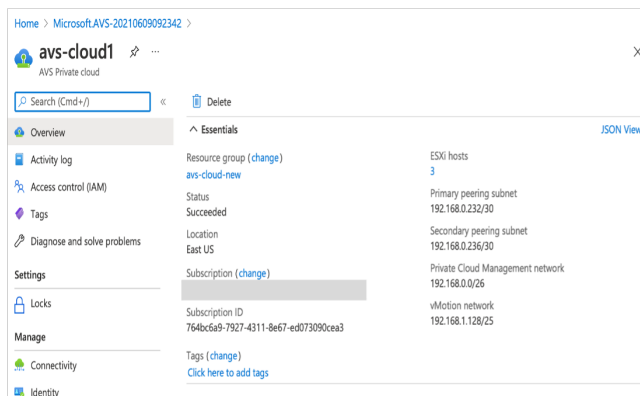 Home > Microsoft.AVS-20210609092342 >
avs-cloud1 ...
AVS Private cloud
Search (Cmd+/)
«
Overview
Activity log
Access control (IAM)
Tags
Diagnose and solve problems
Settings
Locks
Manage
Connectivity
Identity
Delete
Essentials
JSON View
Resource group (change)
avs-cloud-new
Status
Succeeded
Location
East US
Subscription (change)
Subscription ID
764bc6a9-7927-4311-8e67-ed073090cea3
Tags (change)
Click here to add tags
ESXi hosts
3
Primary peering subnet
192.168.0.232/30
Secondary peering subnet
192.168.0.236/30
Private Cloud Management network
192.168.0.0/26
vMotion network
192.168.1.128/25